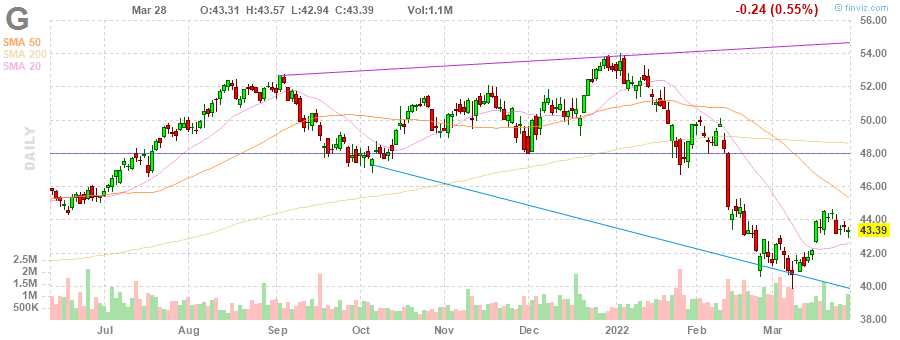 G
Mar 28 O:43.31 H:43.57 L:42.94 C:43.39 Vol:1.1M -0.24 (0.55%)
© finviz.com
SMA 50
SMA 200
SMA 20
DAILY
56.00
54.00
52.00
50.00
48.00
46.00
44.00
43.39
42.00
40.00
38.00
2.5M
2M
1.5M
1M
500K
Jul Aug Sep Oct Nov Dec 2022 Feb Mar